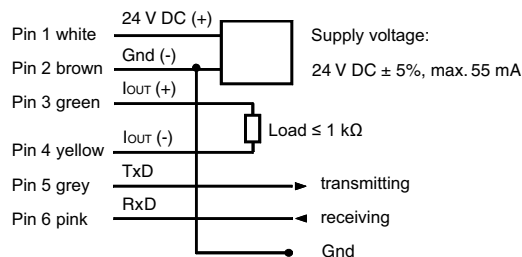 Pin 1 white 24 V DC (+) Supply voltage:
Pin 2 brown Gnd (-) 24 V DC ± 5%, max. 55 mA
Pin 3 green IOUT (+)
Load ≤ 1 kΩ
Pin 4 yellow IOUT (-)
Pin 5 grey TxD transmitting
Pin 6 pink RxD receiving
Gnd